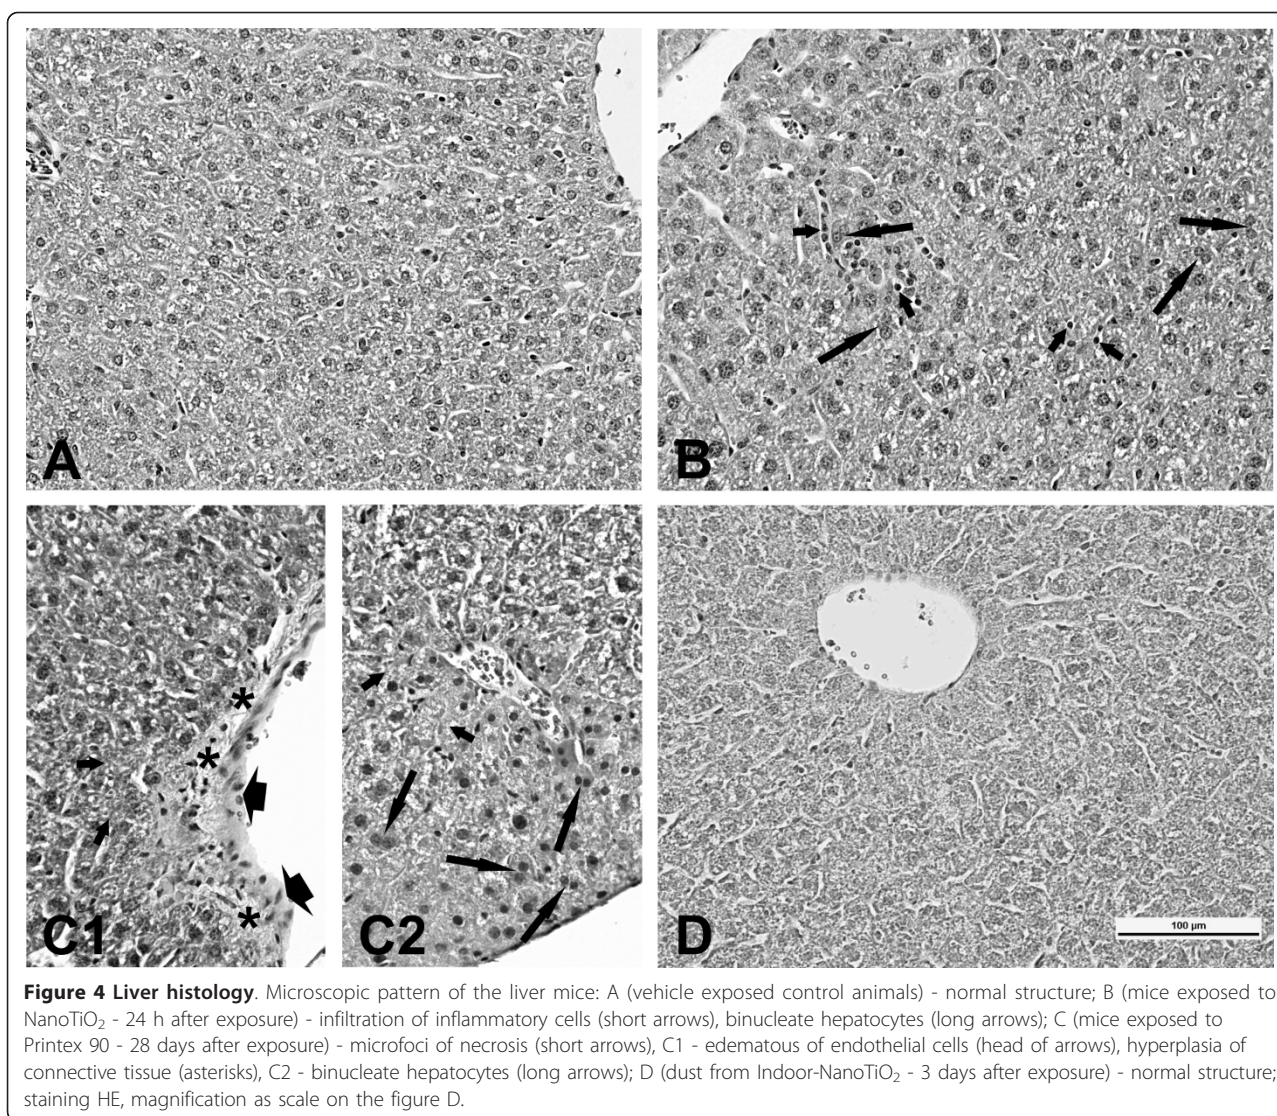 A
B
* 
* 
* 
C1
C2
D
100 µm
Figure 4 Liver histology. Microscopic pattern of the liver mice: A (vehicle exposed control animals) - normal structure; B (mice exposed to
NanoTiO₂ - 24 h after exposure) - infiltration of inflammatory cells (short arrows), binucleate hepatocytes (long arrows); C (mice exposed to
Printex 90 - 28 days after exposure) - microfoci of necrosis (short arrows), C1 - edematous of endothelial cells (head of arrows), hyperplasia of
connective tissue (asterisks), C2 - binucleate hepatocytes (long arrows); D (dust from Indoor-NanoTiO₂ - 3 days after exposure) - normal structure;
staining HE, magnification as scale on the figure D.